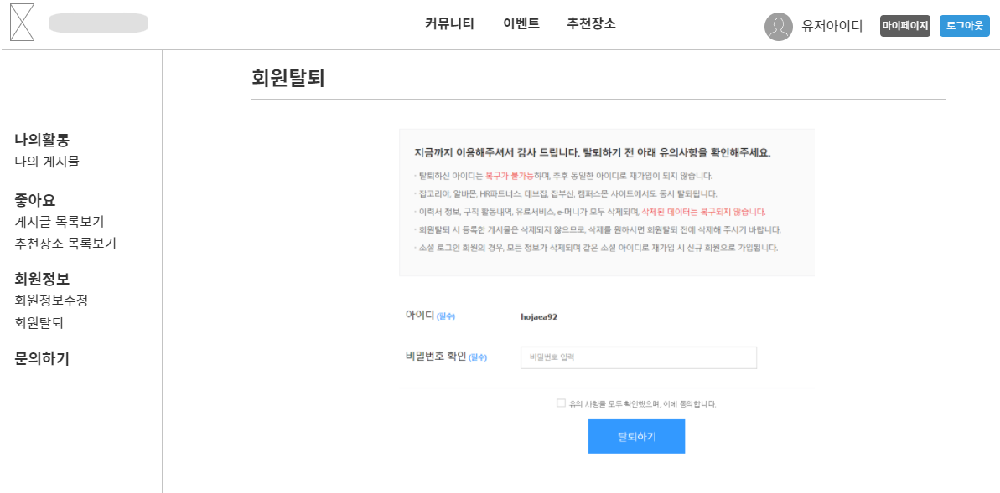 커뮤니티 이벤트 추천장소 유저아이디 마이페이지 로그아웃
회원탈퇴
나의활동
나의 게시물
좋아요
게시글 목록보기
추천장소 목록보기
회원정보
회원정보수정
회원탈퇴
문의하기
지금까지 이용해주셔서 감사 드립니다. 탈퇴하기 전 아래 유의사항을 확인해주세요.
· 탈퇴하신 아이디는 복구가 불가능하며, 추후 동일한 아이디로 재가입이 되지 않습니다.
· 잡코리아, 알바몬, HR파트너스, 데브잡, 잡부산, 캠퍼스몬 사이트에서도 동시 탈퇴됩니다.
· 이력서 정보, 구직 활동내역, 유료서비스, e-머니가 모두 삭제되며, 삭제된 데이터는 복구되지 않습니다.
· 회원탈퇴 시 등록한 게시물은 삭제되지 않으므로, 삭제를 원하시면 회원탈퇴 전에 삭제해 주시기 바랍니다.
· 소셜 로그인 회원의 경우, 모든 정보가 삭제되며 같은 소셜 아이디로 재가입 시 신규 회원으로 가입됩니다.
아이디 (필수) hojaea92
비밀번호 확인 (필수) 비밀번호 입력
유의 사항을 모두 확인했으며, 이에 동의합니다.
탈퇴하기